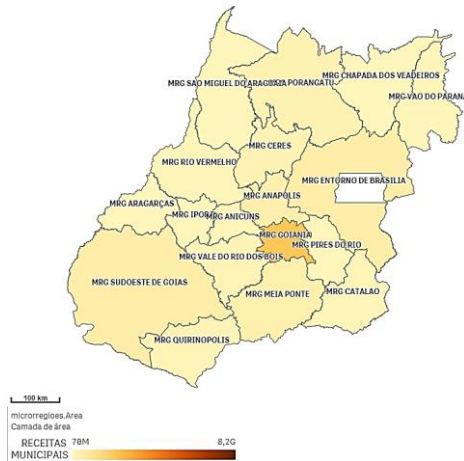 MRG CHAPADA DOS VEADEIROS
MRG SÃO MIGUEL DO ARAGUAIA
PORANGATU
MRG VAO DO PARANA
MRG CERES
MRG RIO VERMELHO
MRG ENTORNO DE BRASILIA
MRG ANAPOLIS
MRG ARAGARÇAS
MRG IPORA
MRG ANICUNS
MRG GOIANIA
MRG PIRES DO RIO
MRG VALE DO RIO DOS BOIS
MRG SUDOESTE DE GOIAS
MRG MEIA PONTE
MRG CATALAO
MRG QUIRINOPOLIS
100 km
microrregioes.Area
Camada de área
RECEITAS 70M 8,2G
MUNICIPAIS